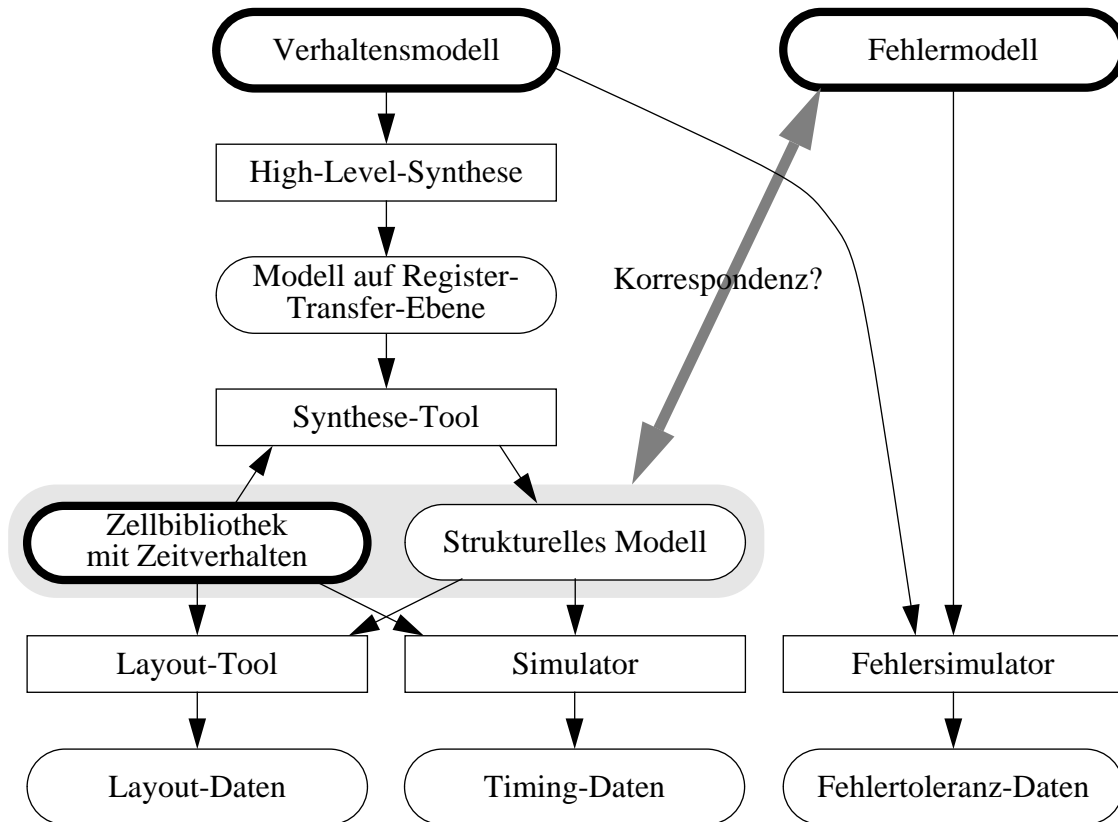 Verhaltensmodell
Fehlermodell
High-Level-Synthese
Modell auf Register-
Transfer-Ebene
Korrespondenz?
Synthese-Tool
Zellbibliothek
mit Zeitverhalten
Strukturelles Modell
Layout-Tool
Simulator
Fehlersimulator
Layout-Daten
Timing-Daten
Fehlertoleranz-Daten